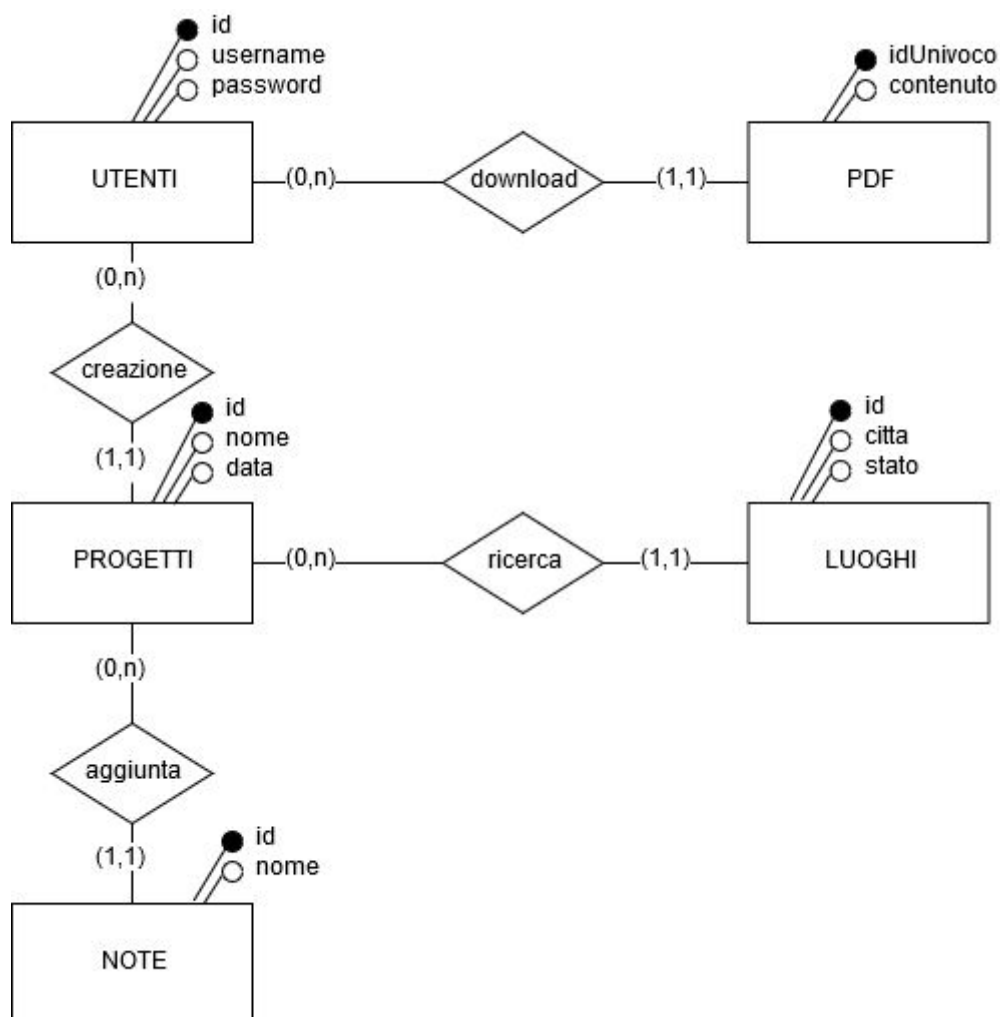 id
username
password
idUnivoco
contenuto
UTENTI
(0,n)
download
(1,1)
PDF
(0,n)
creazione
(1,1)
id
nome
data
id
citta
stato
PROGETTI
(0,n)
ricerca
(1,1)
LUOGHI
(0,n)
aggiunta
(1,1)
id
nome
NOTE